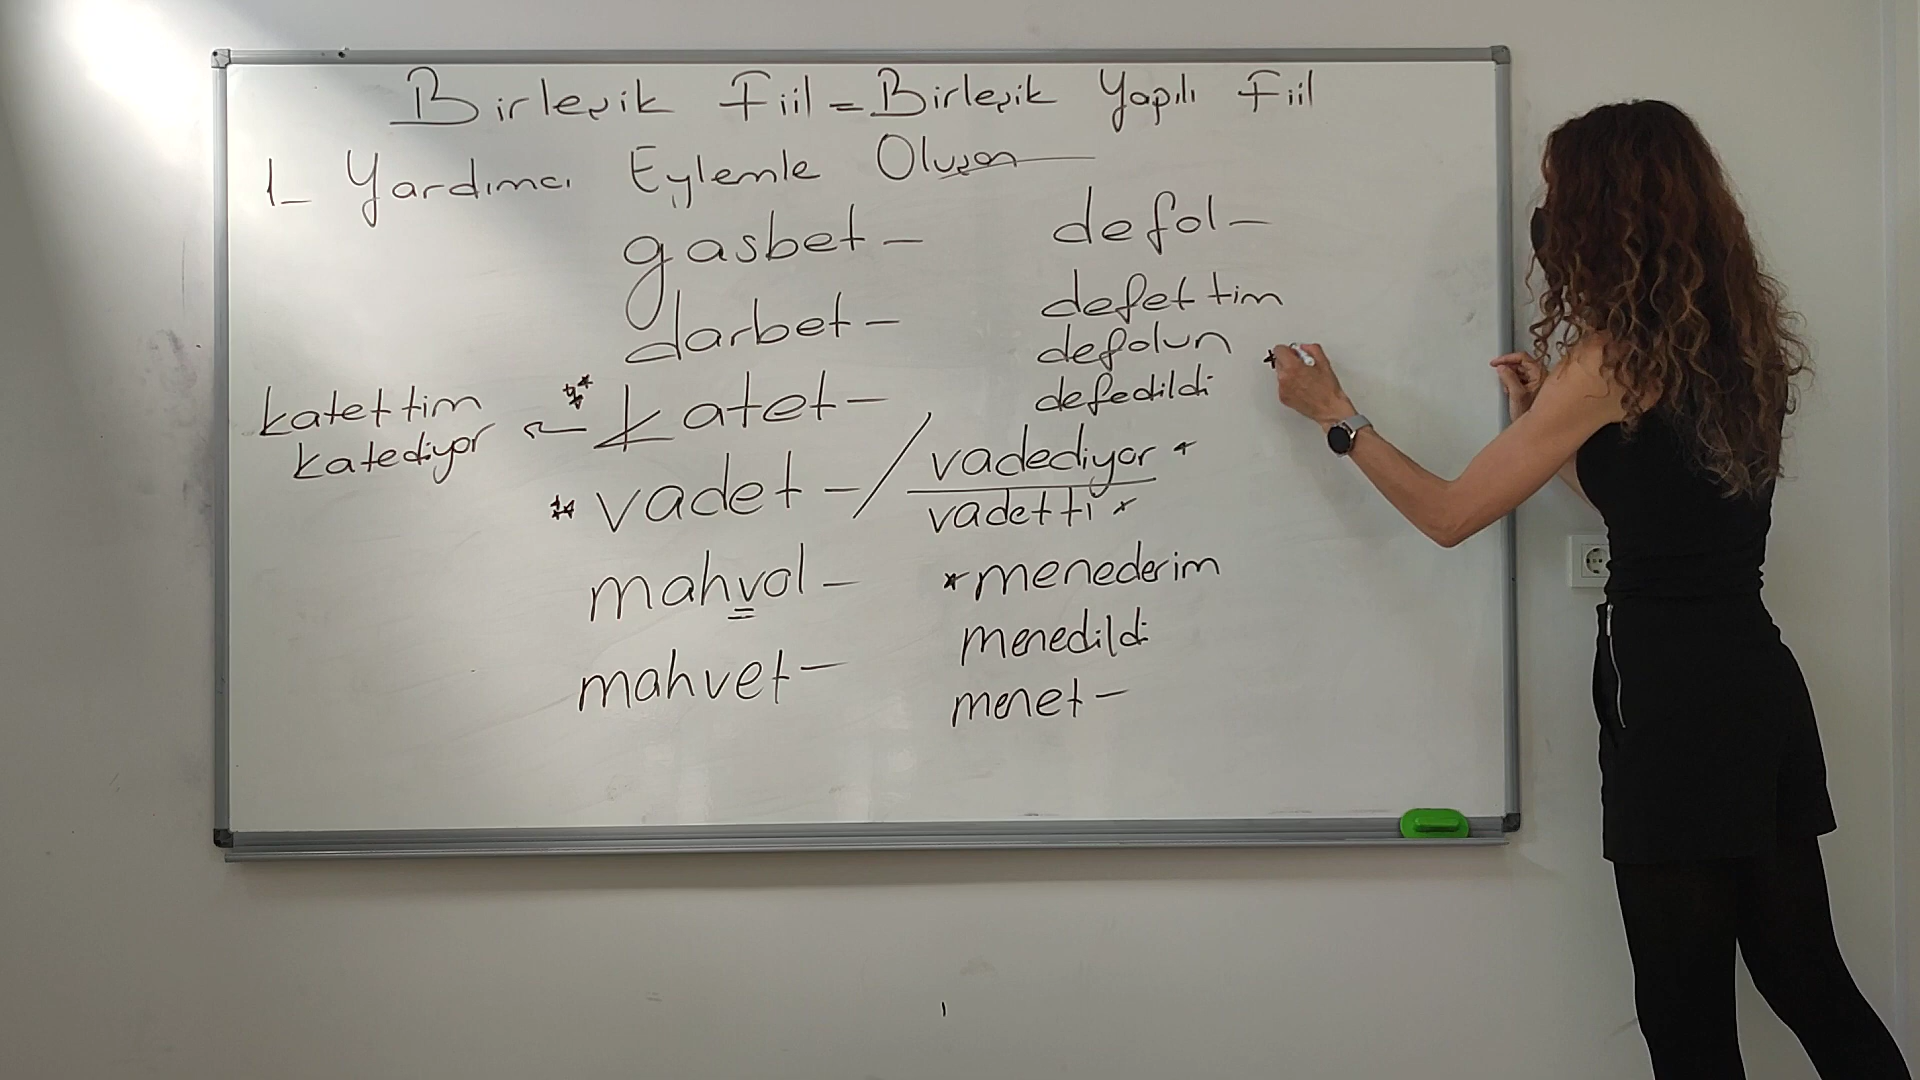 Birleşik Fiil = Birleşik Yapılı Fiil
1_ Yardımcı Eylemle Oluşan
gasbet-
darbet-
** katet-
katettim
katediyor
** vadet- / vadediyor *
vadetti *
mahvol-
mahvet-
defol-
defettim
defolun *
defedildi
* menederim
menedildi
menet-